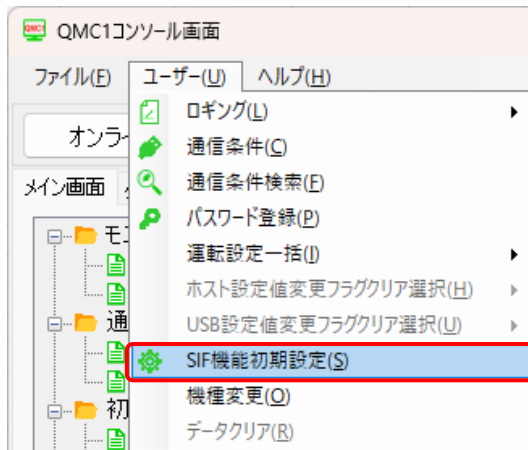 QMC1コンソール画面
ファイル(F) ユーザー(U) ヘルプ(H)
ロギング(L)
オンラ
通信条件(C)
メイン画面
通信条件検索(F)
パスワード登録(P)
モ
運転設定一括(I)
ホスト設定値変更フラグクリア選択(H)
通
USB設定値変更フラグクリア選択(U)
SIF機能初期設定(S)
機種変更(O)
初
データクリア(R)